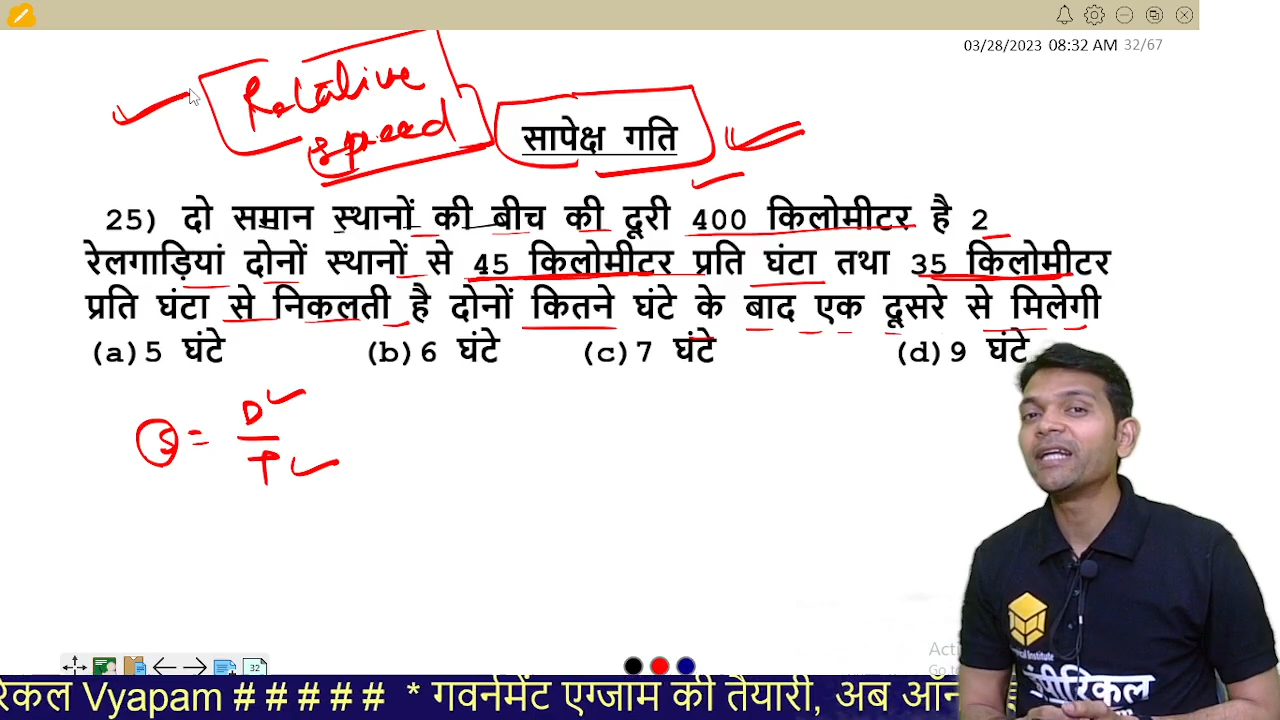 03/28/2023 08:32 AM 32/67
Relative
speed
सापेक्ष गति
25) दो समान स्थानों की बीच की दूरी 400 किलोमीटर है 2
रेलगाड़ियां दोनों स्थानों से 45 किलोमीटर प्रति घंटा तथा 35 किलोमीटर
प्रति घंटा से निकलती है दोनों कितने घंटे के बाद एक दूसरे से मिलेगी
(a)5 घंटे (b)6 घंटे (c)7 घंटे (d)9 घंटे
S = D
T
32
रिकल Vyapam # # # # # * गवर्नमेंट एग्जाम की तैयारी, अब